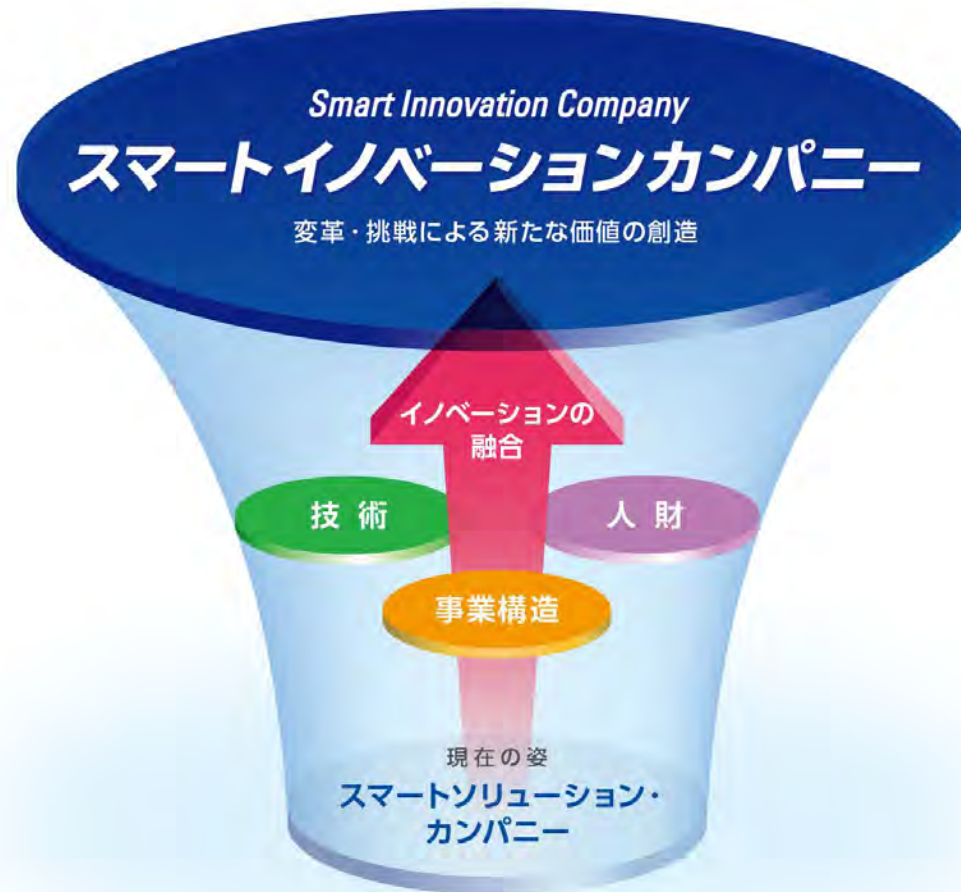 Smart Innovation Company
スマートイノベーションカンパニー
変革・挑戦による新たな価値の創造
イノベーションの
融合
技術
人財
事業構造
現在の姿
スマートソリューション・
カンパニー